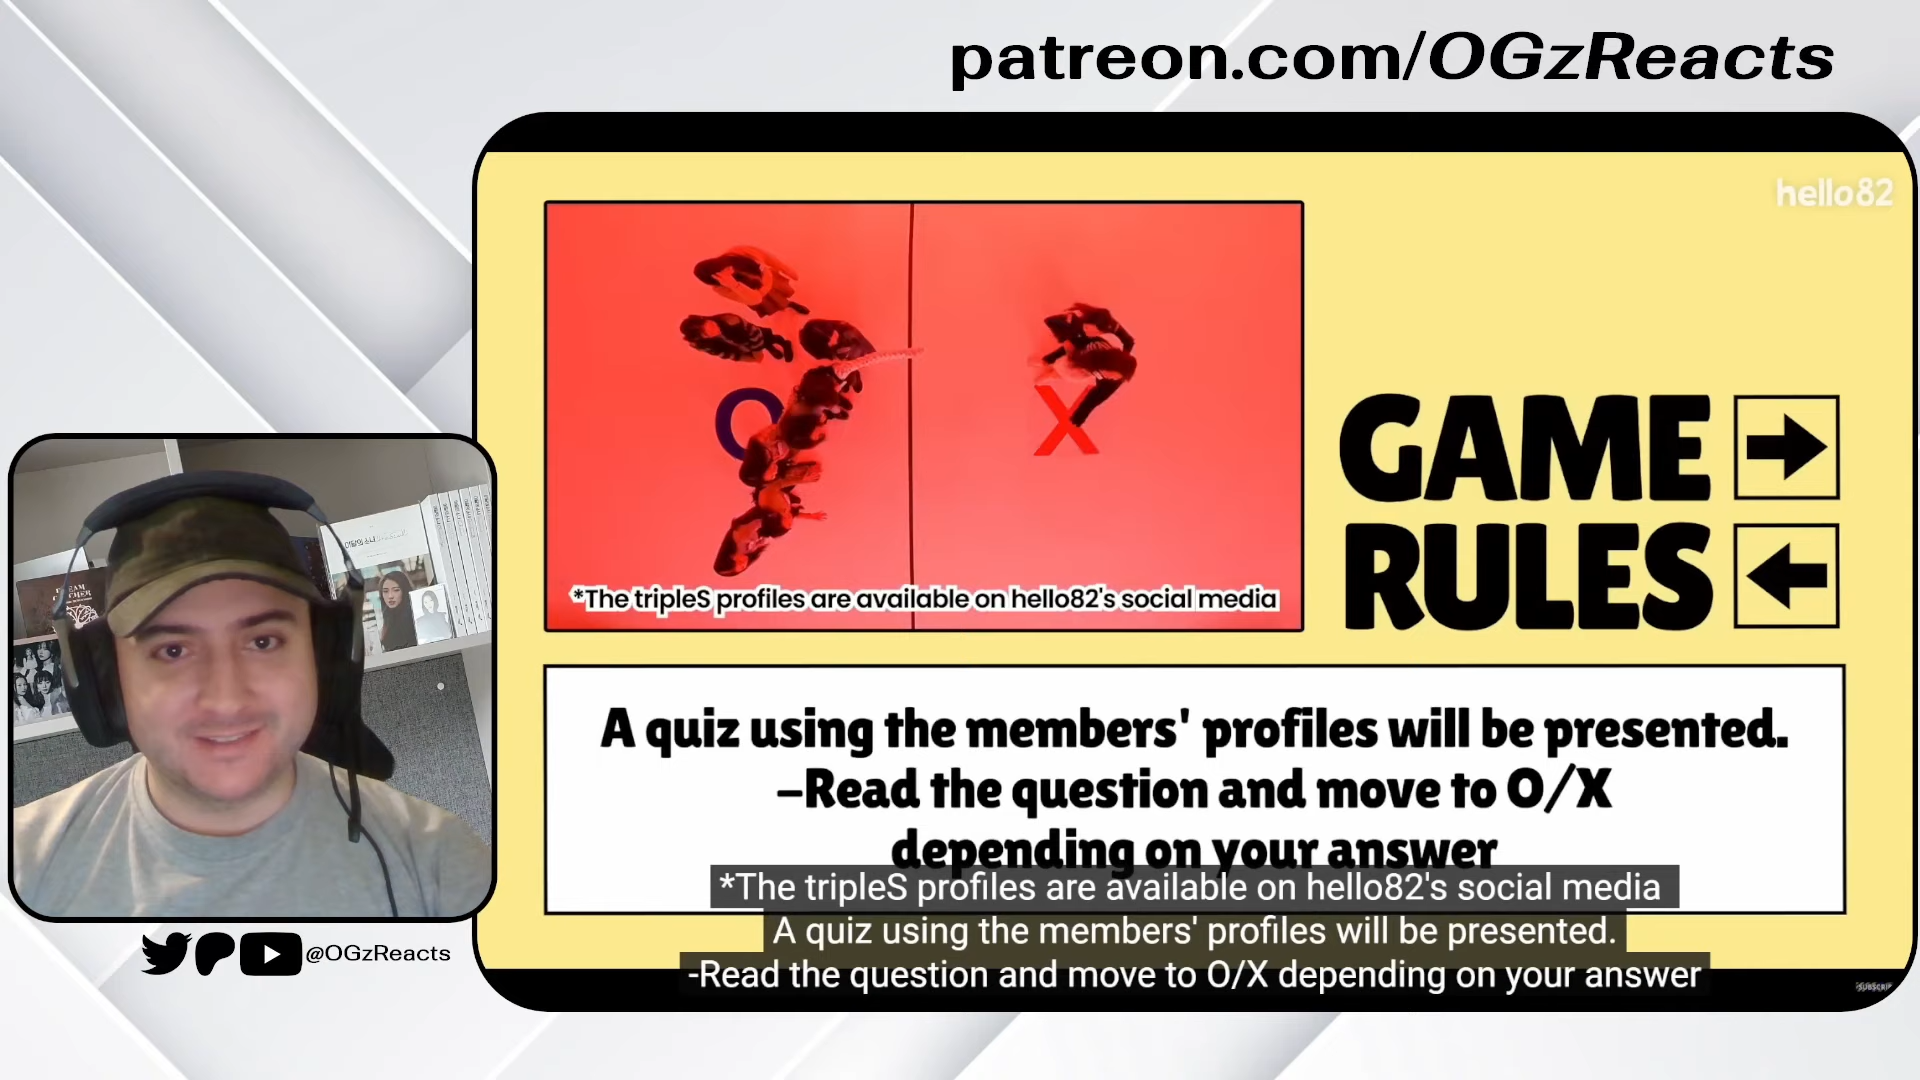 patreon.com/OGzReacts
hello82
O
X
*The tripleS profiles are available on hello82's social media
GAME
RULES
A quiz using the members' profiles will be presented.
-Read the question and move to O/X
depending on your answer
*The tripleS profiles are available on hello82's social media
A quiz using the members' profiles will be presented.
-Read the question and move to O/X depending on your answer
@OGzReacts